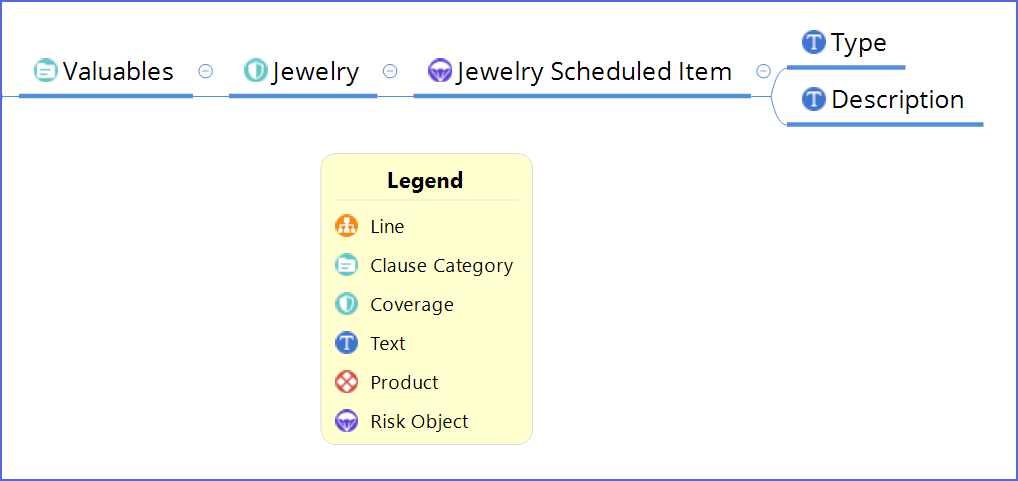 Valuables
Jewelry
Jewelry Scheduled Item
Type
Description
Legend
Line
Clause Category
Coverage
Text
Product
Risk Object